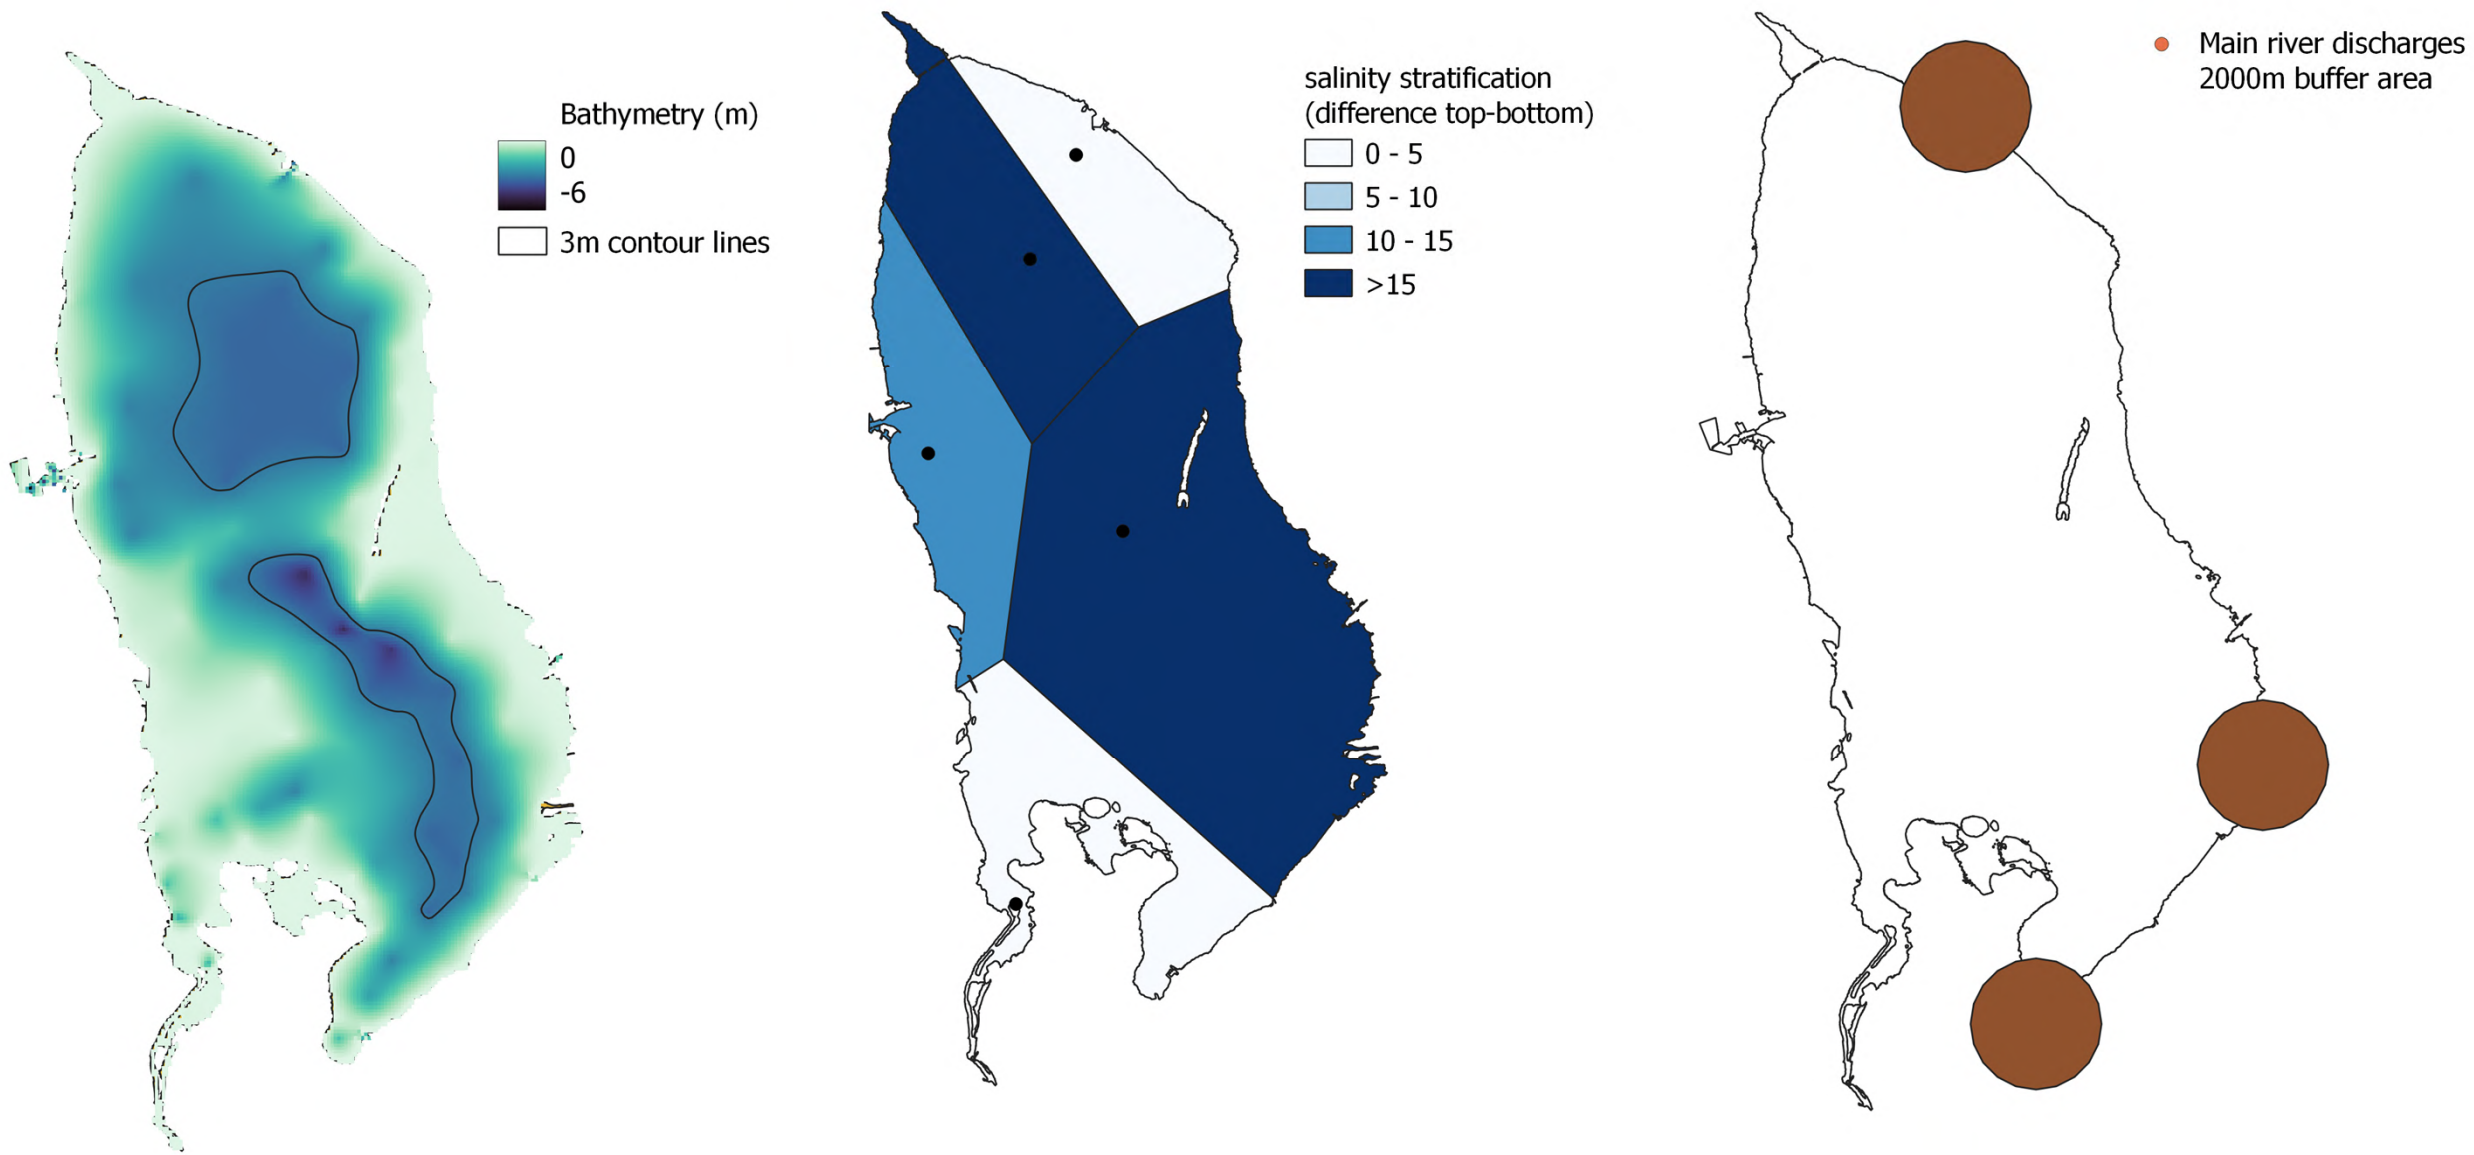 Bathymetry (m)
0
-6
3m contour lines
salinity stratification
(difference top-bottom)
0 - 5
5 - 10
10 - 15
>15
Main river discharges
2000m buffer area